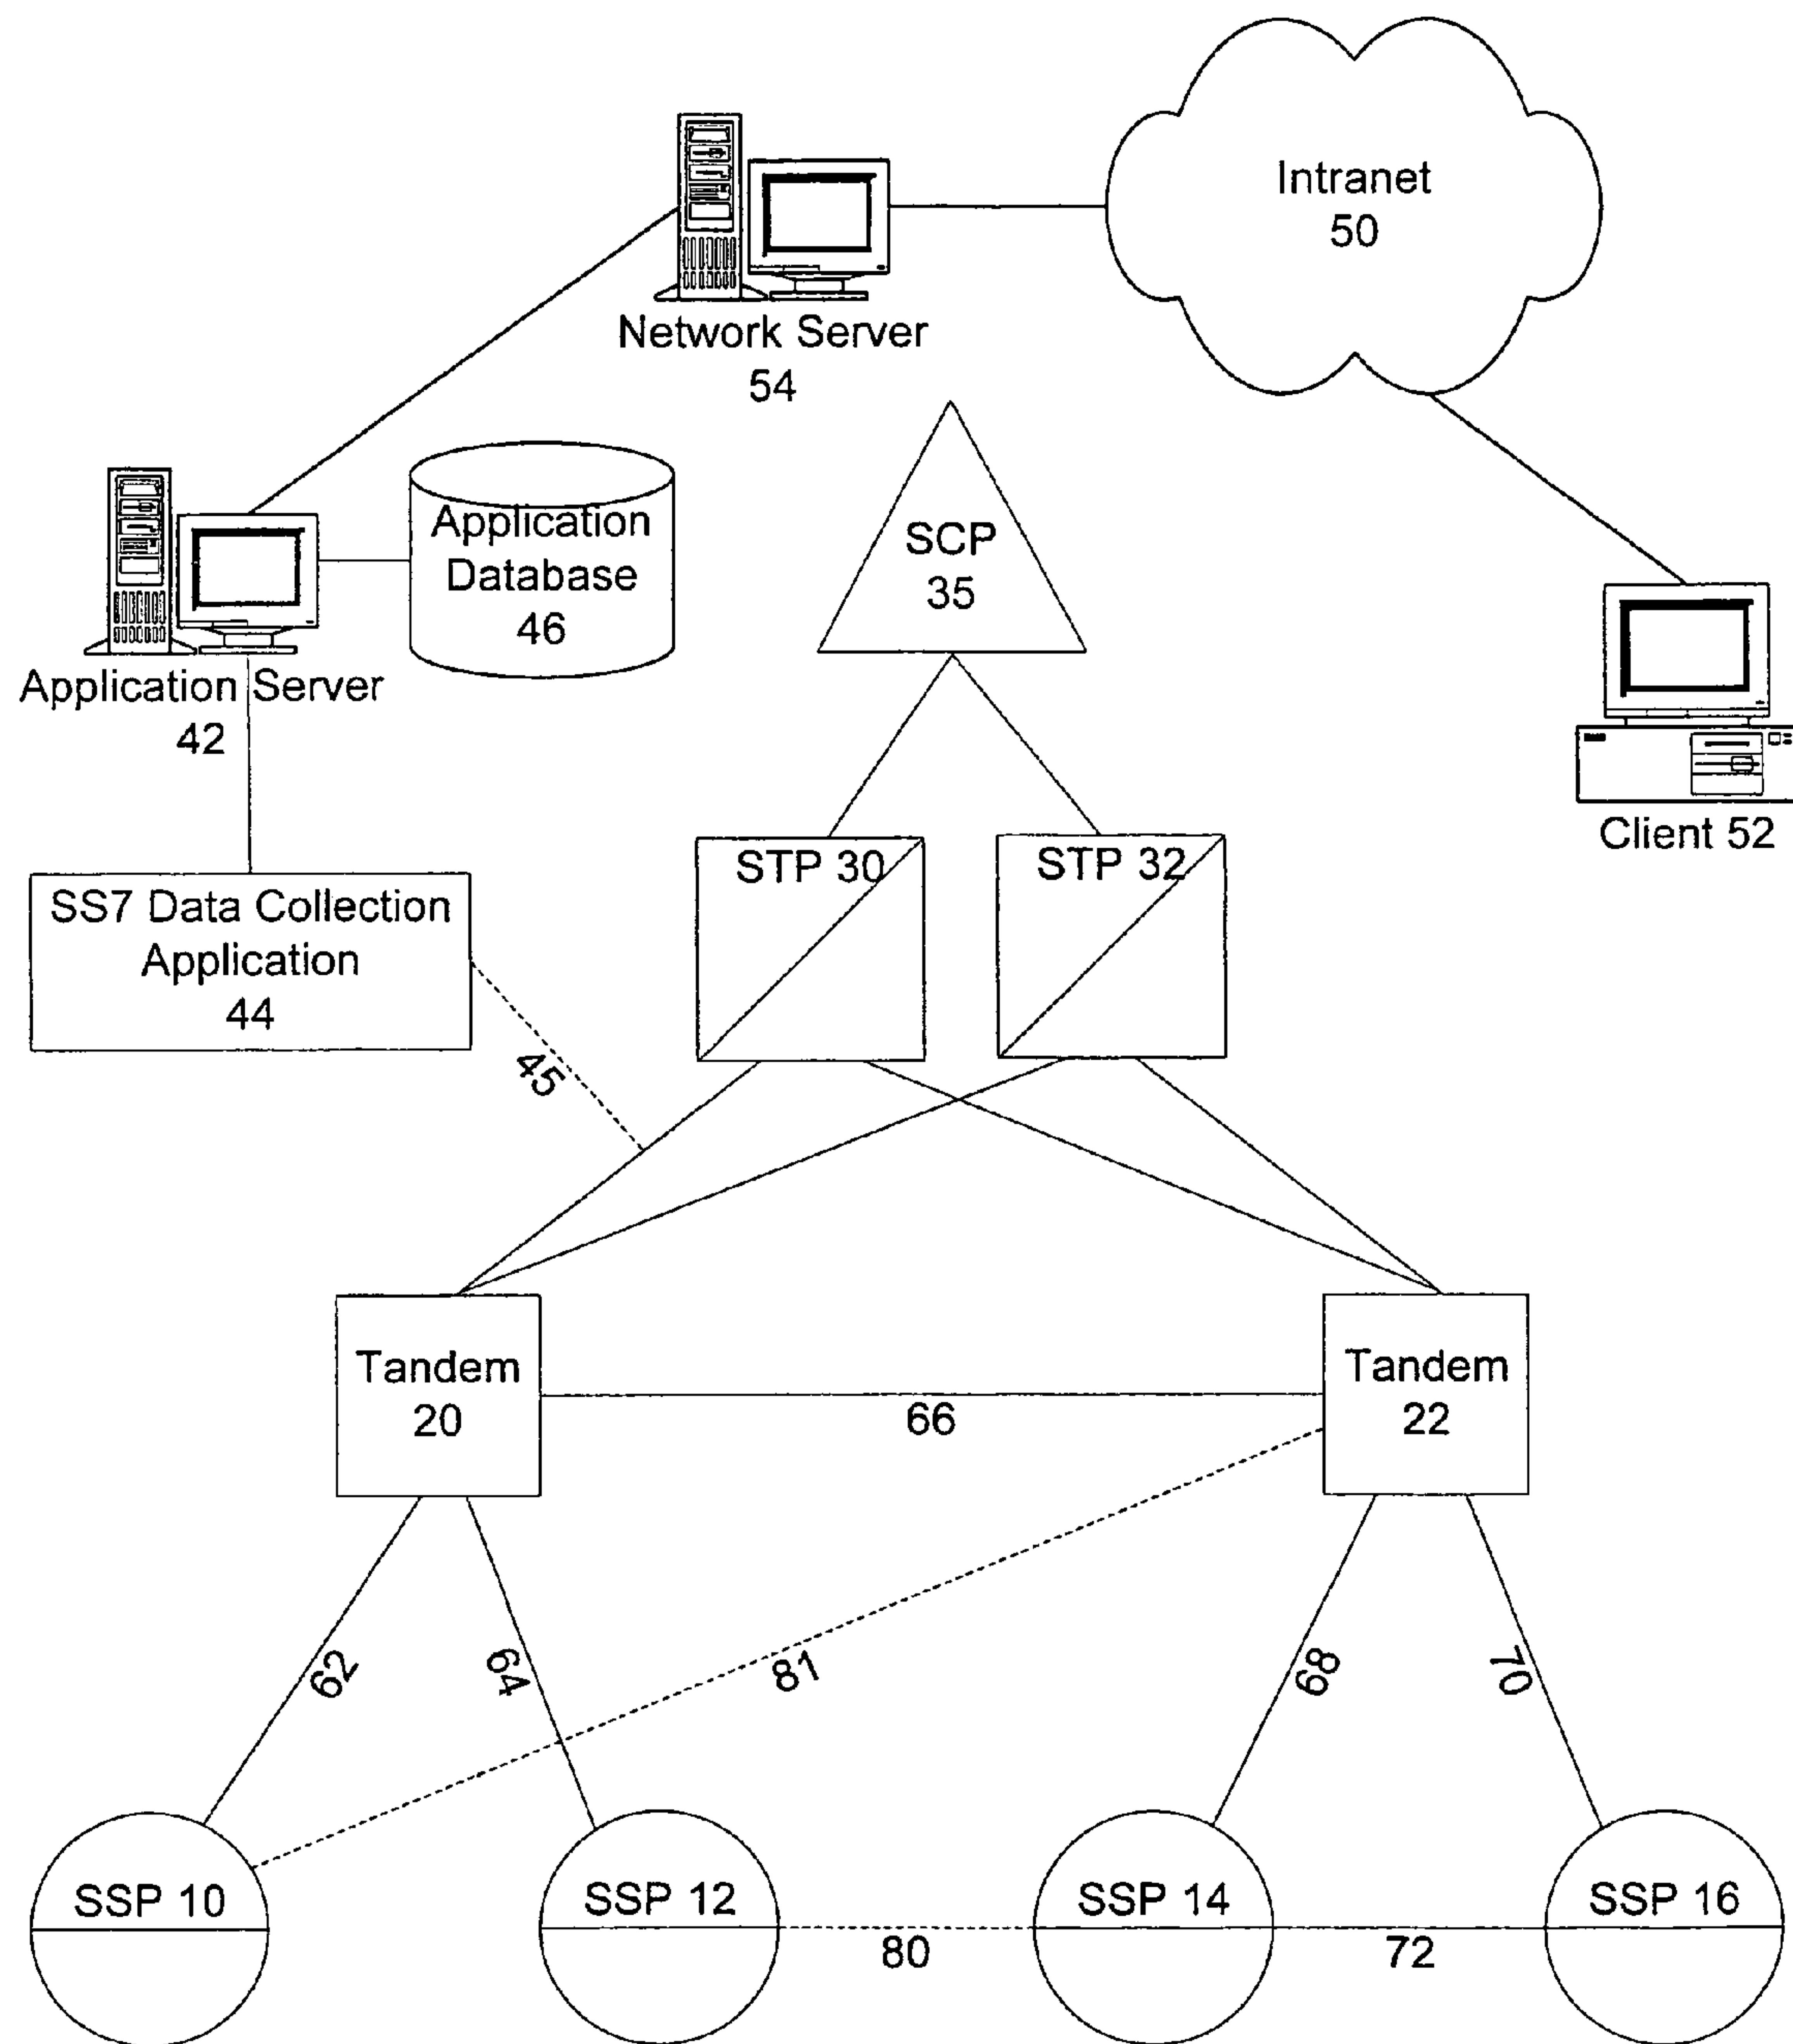 Intranet
50
Network Server
54
Application
Database
46
SCP
35
Application Server
42
Client 52
STP 30
STP 32
SS7 Data Collection
Application
44
45
Tandem
20
Tandem
22
66
62
64
81
68
70
SSP 10
SSP 12
SSP 14
SSP 16
80
72